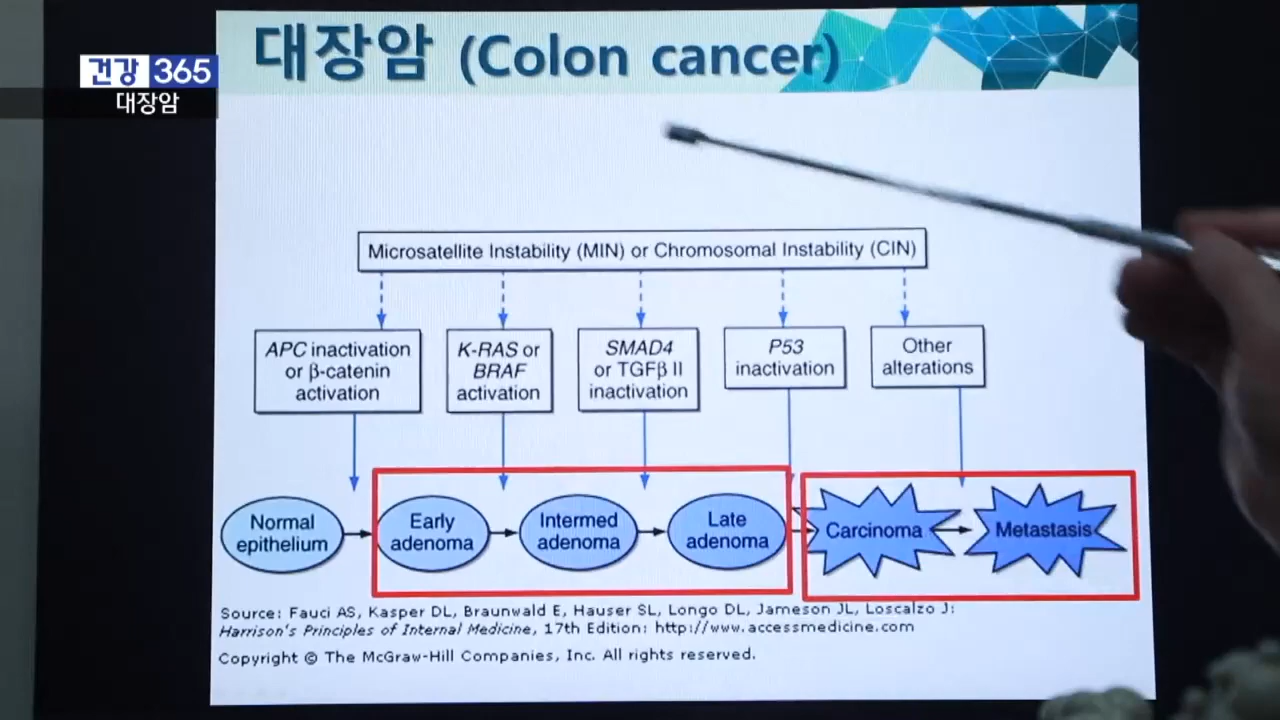 대장암 (Colon cancer)
건강 365
대장암
Microsatellite Instability (MIN) or Chromosomal Instability (CIN)
APC inactivation
or β-catenin
activation
K-RAS or
BRAF
activation
SMAD4
or TGFβ II
inactivation
P53
inactivation
Other
alterations
Normal
epithelium
Early
adenoma
Intermed
adenoma
Late
adenoma
Carcinoma
Metastasis
Source: Fauci AS, Kasper DL, Braunwald E, Hauser SL, Longo DL, Jameson JL, Loscalzo J:
Harrison's Principles of Internal Medicine, 17th Edition: http://www.accessmedicine.com
Copyright © The McGraw-Hill Companies, Inc. All rights reserved.